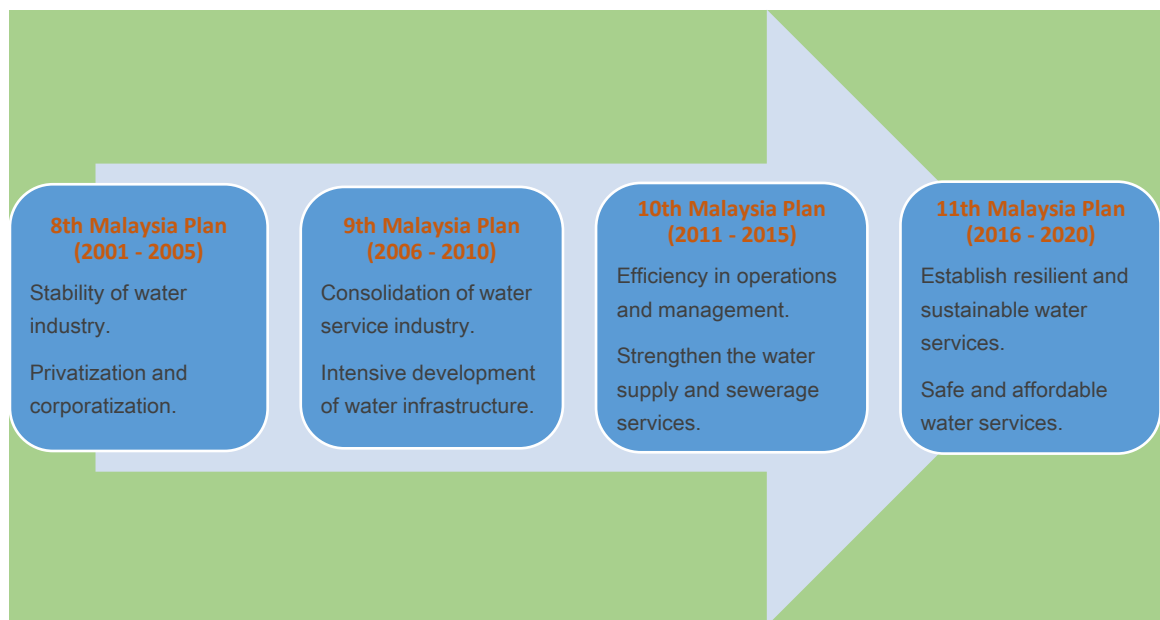 8th Malaysia Plan
(2001 - 2005)
Stability of water
industry.
Privatization and
corporatization.
9th Malaysia Plan
(2006 - 2010)
Consolidation of water
service industry.
Intensive development
of water infrastructure.
10th Malaysia Plan
(2011 - 2015)
Efficiency in operations
and management.
Strengthen the water
supply and sewerage
services.
11th Malaysia Plan
(2016 - 2020)
Establish resilient and
sustainable water
services.
Safe and affordable
water services.